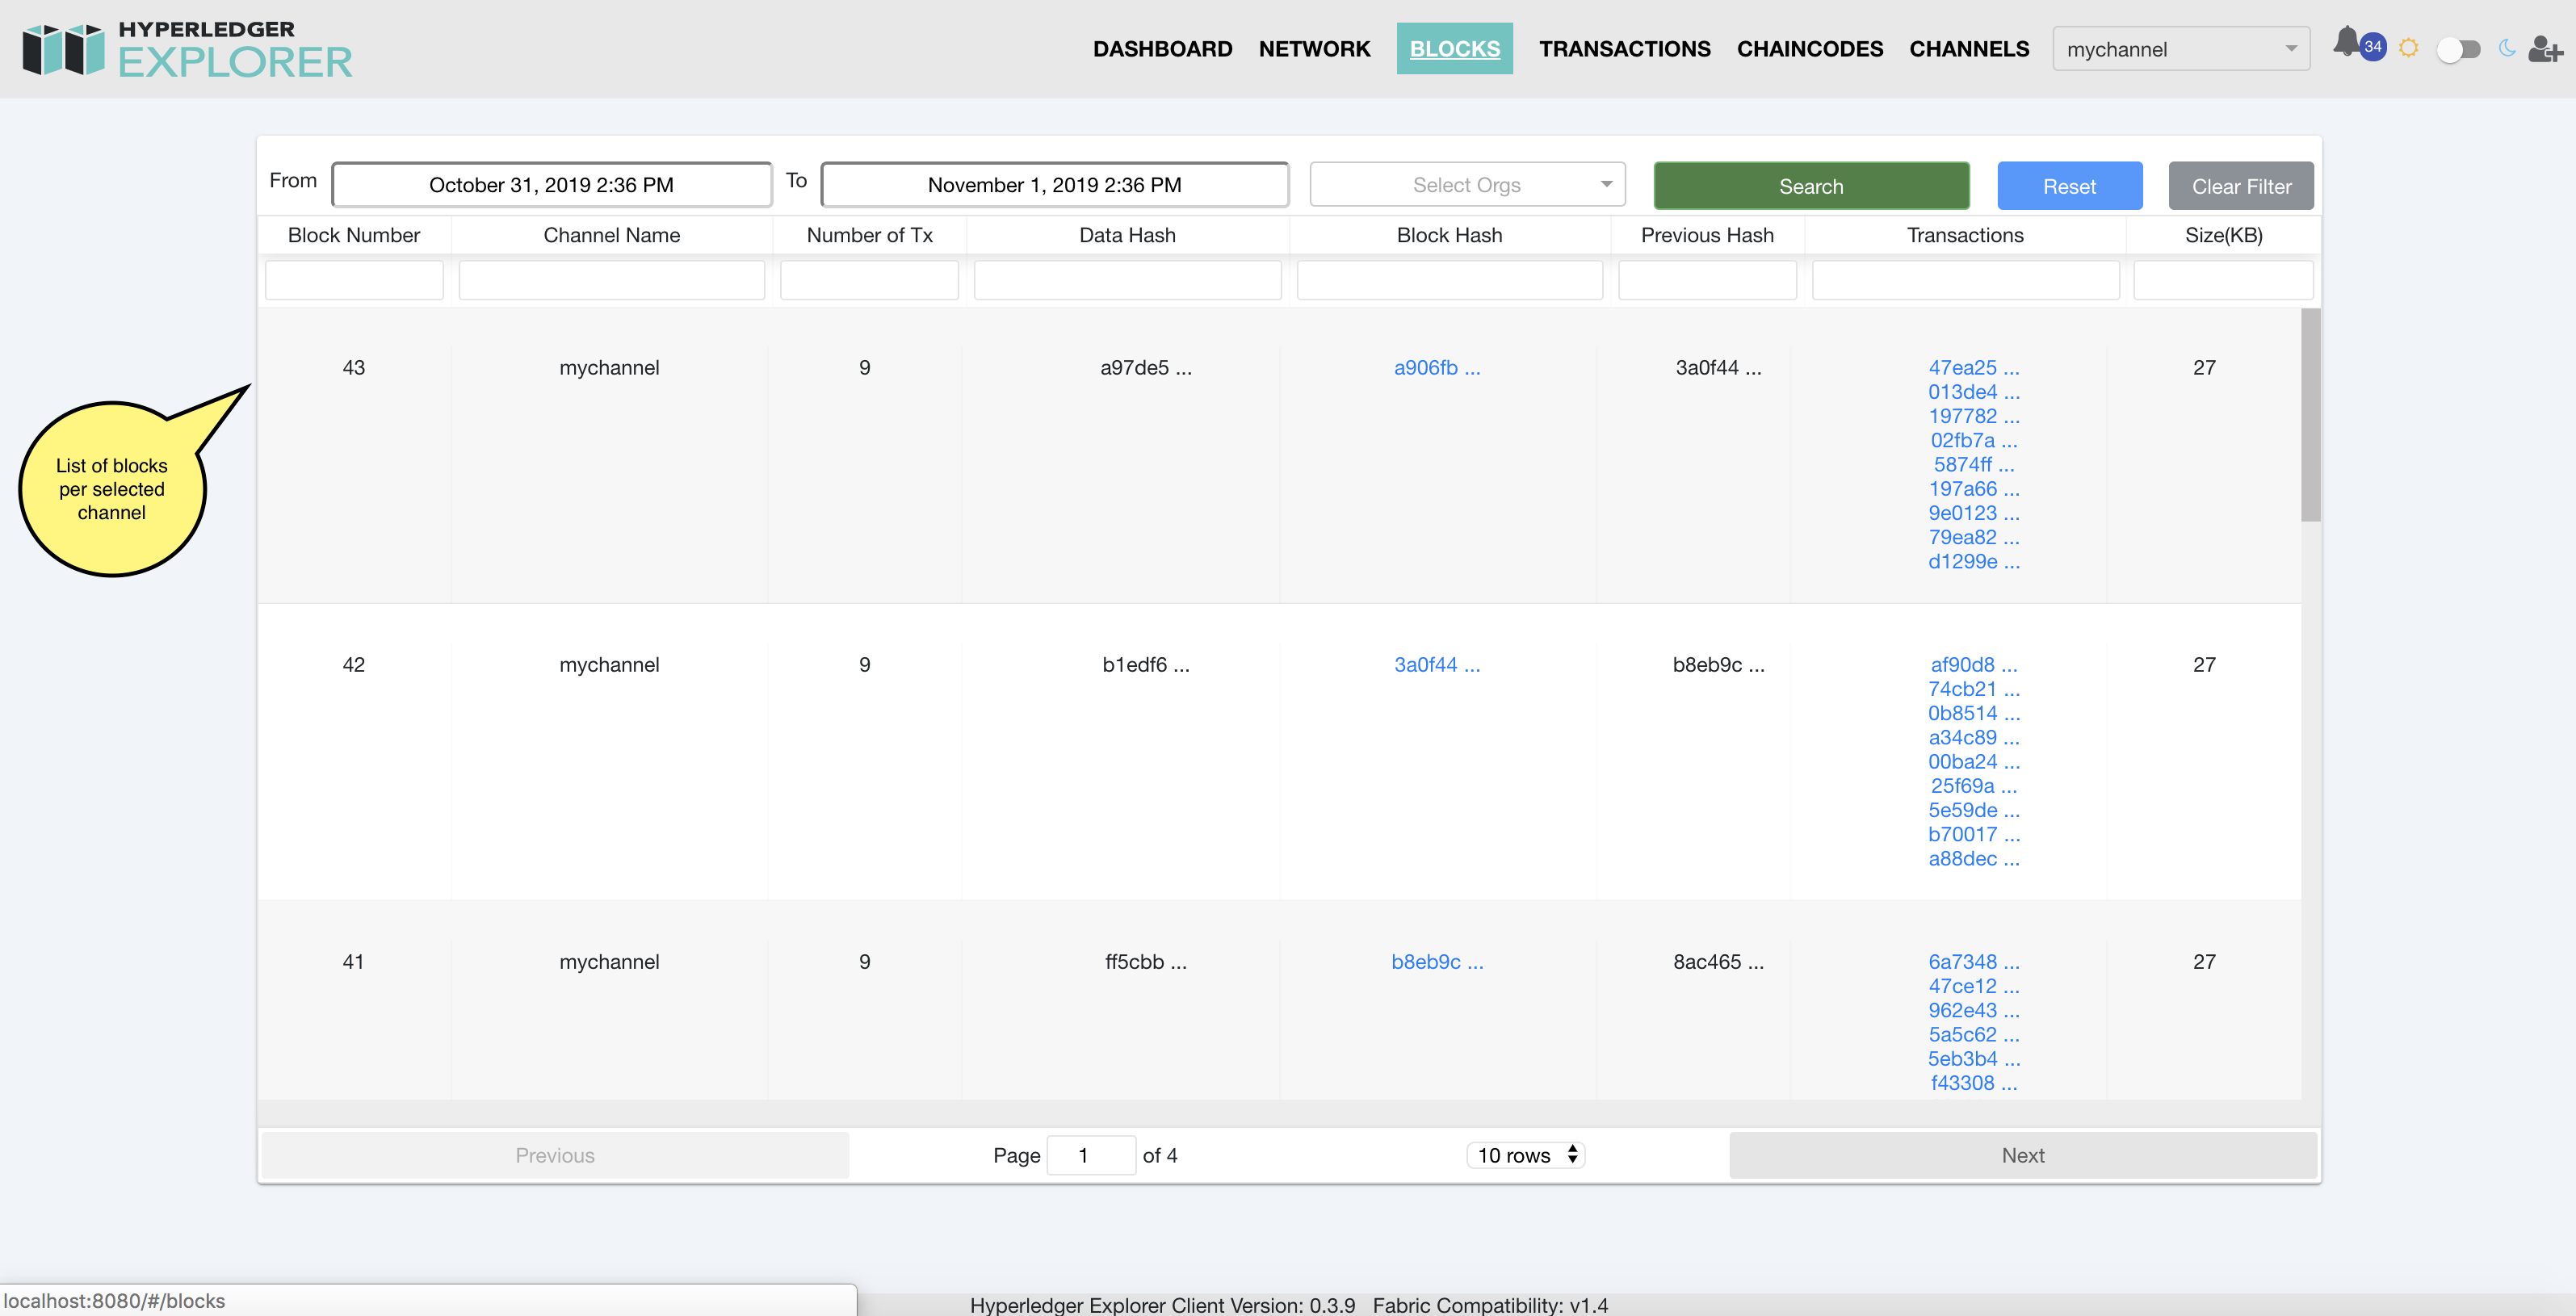 HYPERLEDGER
EXPLORER
DASHBOARD NETWORK BLOCKS TRANSACTIONS CHAINCODES CHANNELS mychannel 34
From October 31, 2019 2:36 PM To November 1, 2019 2:36 PM Select Orgs Search Reset Clear Filter
Block Number Channel Name Number of Tx Data Hash Block Hash Previous Hash Transactions Size(KB)
43 mychannel 9 a97de5 ... a906fb ... 3a0f44 ... 47ea25 ... 27
013de4 ...
197782 ...
02fb7a ...
5874ff ...
197a66 ...
9e0123 ...
79ea82 ...
d1299e ...
List of blocks
per selected
channel
42 mychannel 9 b1edf6 ... 3a0f44 ... b8eb9c ... af90d8 ... 27
74cb21 ...
0b8514 ...
a34c89 ...
00ba24 ...
25f69a ...
5e59de ...
b70017 ...
a88dec ...
41 mychannel 9 ff5cbb ... b8eb9c ... 8ac465 ... 6a7348 ... 27
47ce12 ...
962e43 ...
5a5c62 ...
5eb3b4 ...
f43308 ...
Previous Page 1 of 4 10 rows Next
localhost:8080/#/blocks
Hyperledger Explorer Client Version: 0.3.9 Fabric Compatibility: v1.4